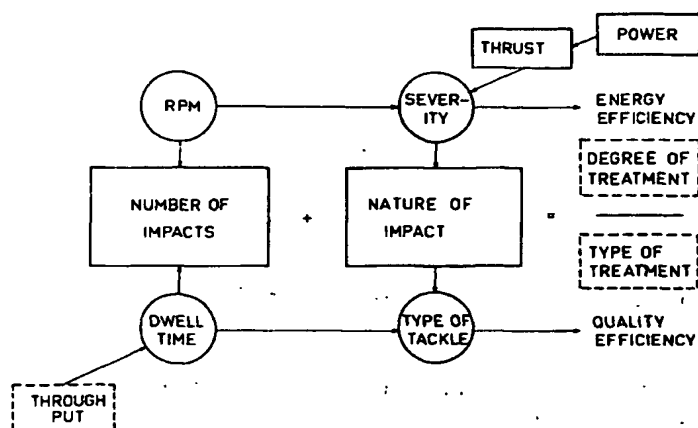 POWER
THRUST
RPM
SEVER-
ITY
ENERGY
EFFICIENCY
DEGREE OF
TREATMENT
NUMBER OF
IMPACTS
+
NATURE OF
IMPACT
=
TYPE OF
TREATMENT
DWELL
TIME
TYPE OF
TACKLE
QUALITY
EFFICIENCY
THROUGH
PUT